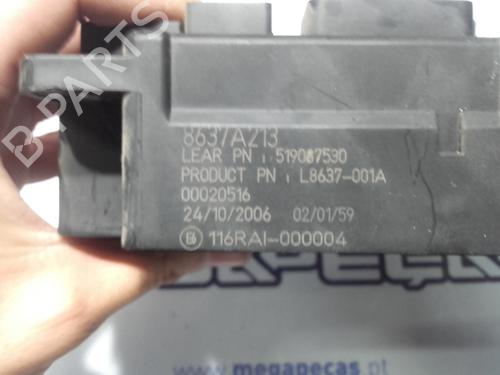 8637A213
LEAR PN : 519087530
PRODUCT PN : L8637-001A
00020516
24/10/2006 02/01/59
116RAI-000004
B-PARTS
www.megapecas.pt